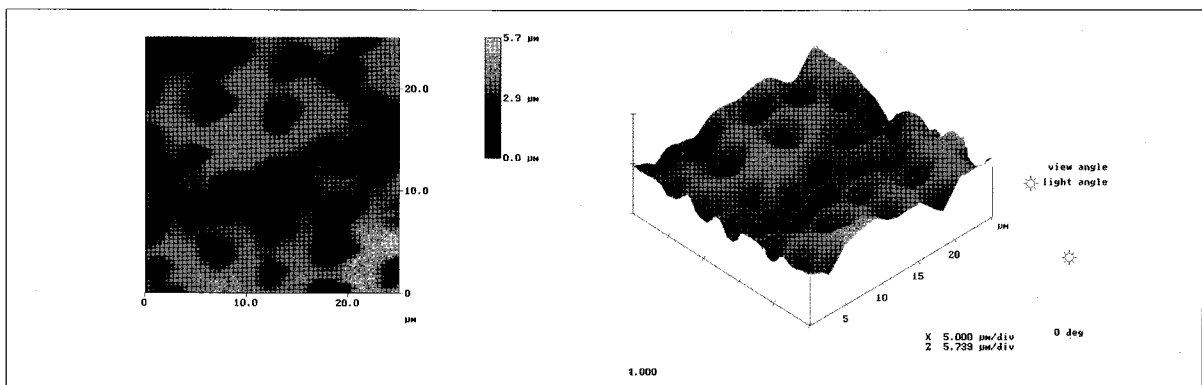 5.7 µm
2.9 µm
0.0 µm
20.0
10.0
0
0
10.0
20.0
µm
view angle
light angle
µm
20
15
10
5
X 5.000 µm/div
Z 5.739 µm/div
0 deg
1.000